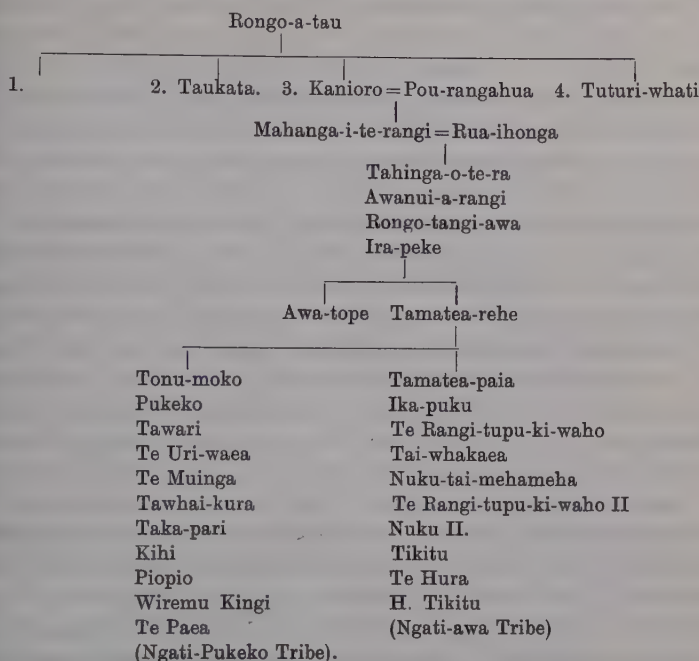 Rongo-a-tau
1. 2. Taukata. 3. Kanioro=Pou-rangahua 4. Tuturi-whati
Mahanga-i-te-rangi=Rua-ihonga
Tahinga-o-te-ra
Awanui-a-rangi
Rongo-tangi-awa
Ira-peke
Awa-tope Tamatea-rehe
Tonu-moko Tamatea-paia
Pukeko Ika-puku
Tawari Te Rangi-tupu-ki-waho
Te Uri-waea Tai-whakaea
Te Muinga Nuku-tai-mehameha
Tawhai-kura Te Rangi-tupu-ki-waho II
Taka-pari Nuku II.
Kihi Tikitu
Piopio Te Hura
Wiremu Kingi H. Tikitu
Te Paea (Ngati-awa Tribe)
(Ngati-Pukeko Tribe).